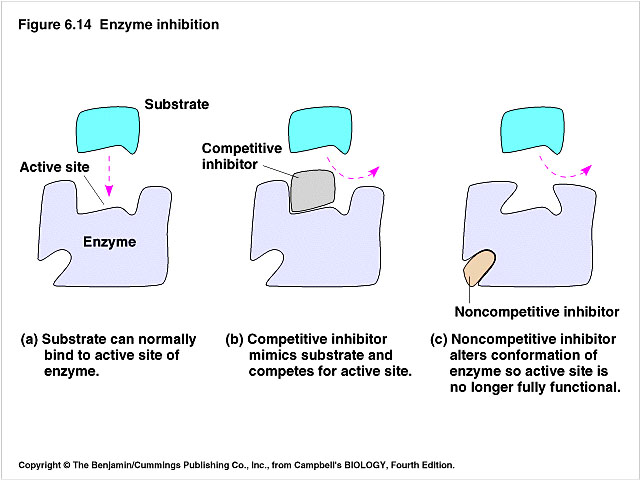 Figure 6.14 Enzyme inhibition
Substrate
Active site
Enzyme
Competitive
inhibitor
Noncompetitive inhibitor
(a) Substrate can normally
bind to active site of
enzyme.
(b) Competitive inhibitor
mimics substrate and
competes for active site.
(c) Noncompetitive inhibitor
alters conformation of
enzyme so active site is
no longer fully functional.
Copyright © The Benjamin/Cummings Publishing Co., Inc., from Campbell's BIOLOGY, Fourth Edition.